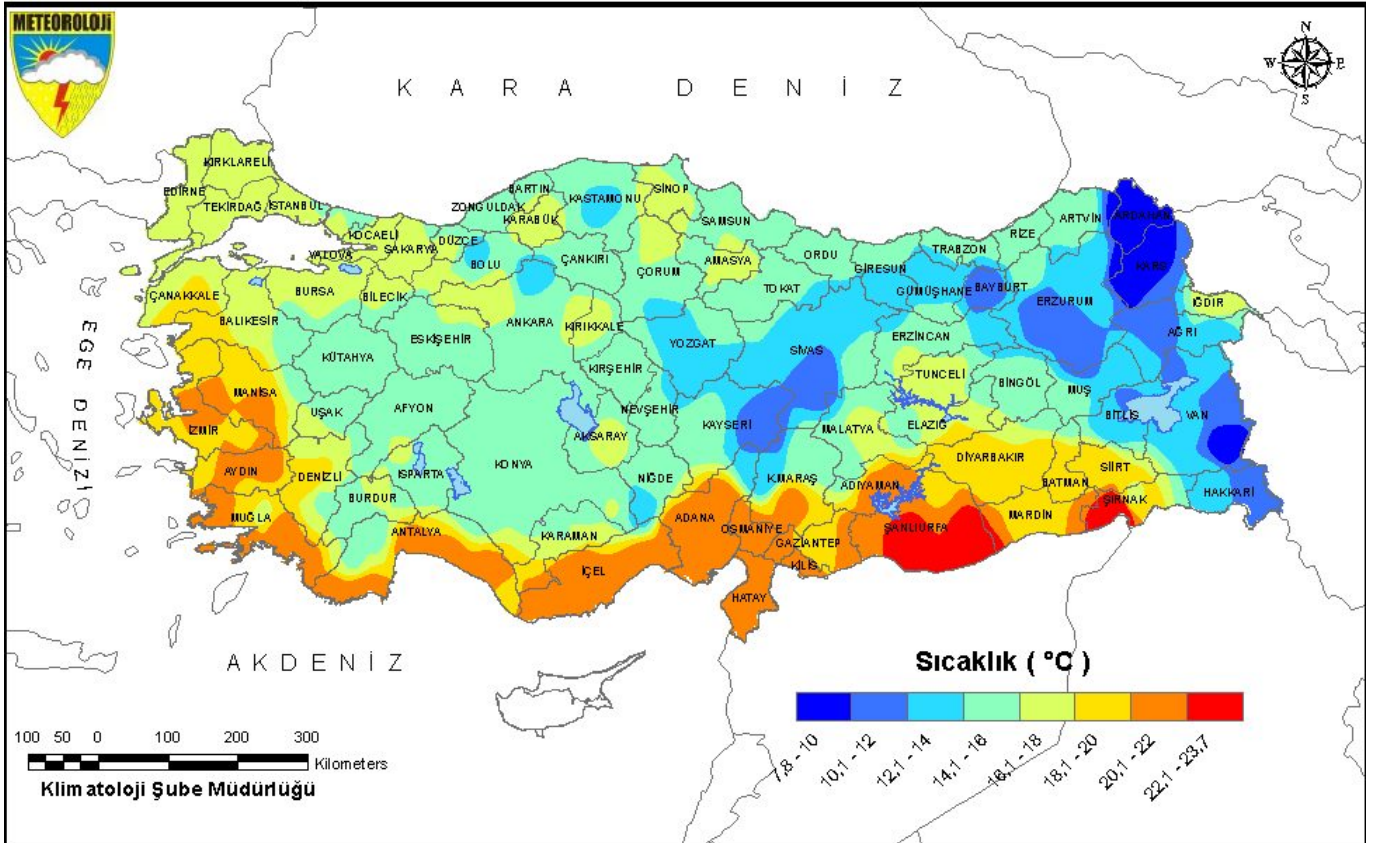 METEOROLOJİ
N
W E
S
K A R A D E N İ Z
KIRKLARELİ
EDİRNE
TEKİRDAĞ
İSTANBUL
BARTIN
ZONGULDAK
KARABÜK
KASTAMONU
SİNOP
SAMSUN
ARTVİN
ARDAHAN
KOCAELİ
SAKARYA
DÜZCE
BOLU
ÇANKIRI
ÇORUM
AMASYA
ORDU
GİRESUN
TRABZON
RİZE
KARS
YALOVA
BURSA
BİLECİK
TOKAT
GÜMÜŞHANE
BAYBURT
ERZURUM
IĞDIR
ÇANAKKALE
BALIKESİR
ESKİŞEHİR
ANKARA
KIRIKKALE
YOZGAT
SİVAS
ERZİNCAN
AĞRI
KÜTAHYA
KIRŞEHİR
TUNCELİ
BİNGÖL
MUŞ
MANİSA
UŞAK
AFYON
NEVŞEHİR
KAYSERİ
MALATYA
ELAZIĞ
BİTLİS
VAN
İZMİR
AKSARAY
AYDIN
DENİZLİ
ISPARTA
KONYA
NİĞDE
K.MARAŞ
ADIYAMAN
DİYARBAKIR
SİİRT
BATMAN
BURDUR
MARDİN
ŞIRNAK
HAKKARİ
MUĞLA
ANTALYA
KARAMAN
ADANA
OSMANİYE
GAZİANTEP
ŞANLIURFA
KİLİS
İÇEL
HATAY
EGE DENİZİ
A K D E N İ Z
Sıcaklık ( °C )
7,8 - 10
10,1 - 12
12,1 - 14
14,1 - 16
16,1 - 18
18,1 - 20
20,1 - 22
22,1 - 23,7
100 50 0 100 200 300
Kilometers
Klimatoloji Şube Müdürlüğü